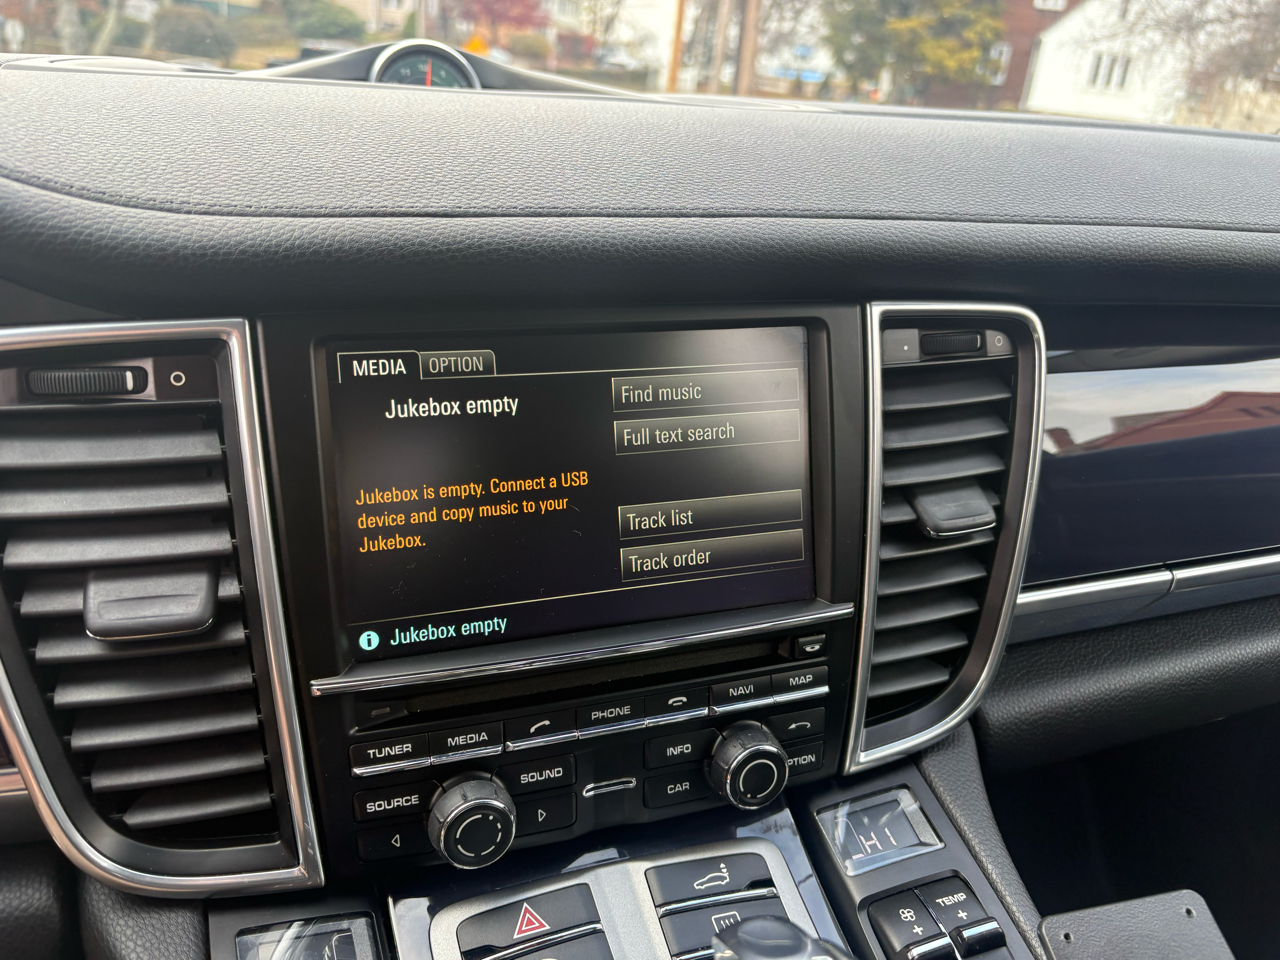 MEDIA OPTION
Jukebox empty
Find music
Full text search
Jukebox is empty. Connect a USB
device and copy music to your
Jukebox.
Track list
Track order
Jukebox empty
TUNER MEDIA PHONE NAVI MAP
SOURCE SOUND INFO
CAR
HI
TEMP